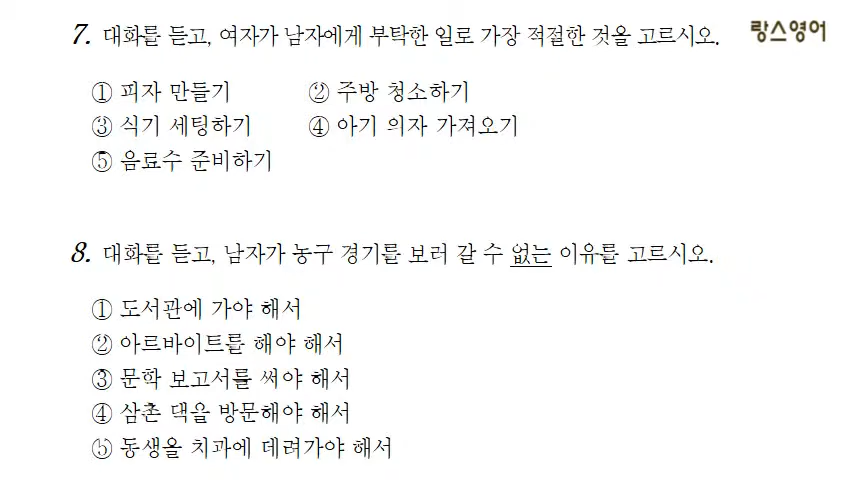 7. 대화를 듣고, 여자가 남자에게 부탁한 일로 가장 적절한 것을 고르시오.
랑스영어
① 피자 만들기 ② 주방 청소하기
③ 식기 세팅하기 ④ 아기 의자 가져오기
⑤ 음료수 준비하기
8. 대화를 듣고, 남자가 농구 경기를 보러 갈 수 없는 이유를 고르시오.
① 도서관에 가야 해서
② 아르바이트를 해야 해서
③ 문학 보고서를 써야 해서
④ 삼촌 댁을 방문해야 해서
⑤ 동생을 치과에 데려가야 해서